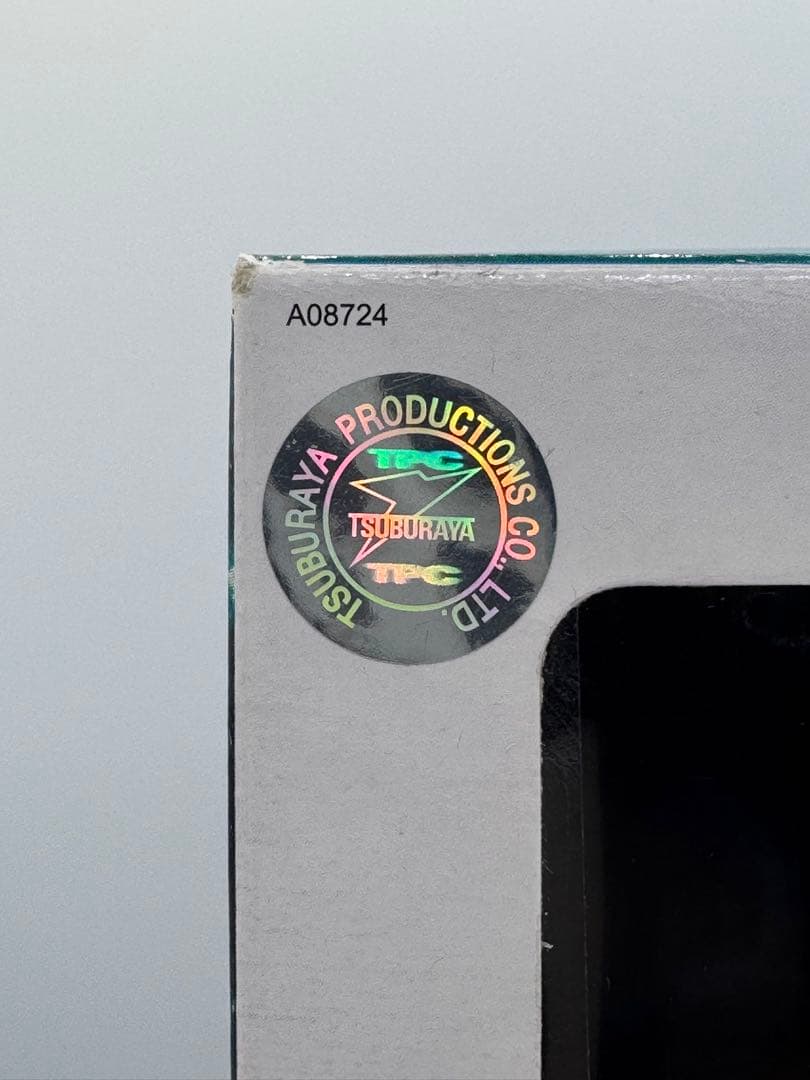 A08724
TSUBURAYA PRODUCTIONS CO., LTD.
TPC
TSUBURAYA
TPC